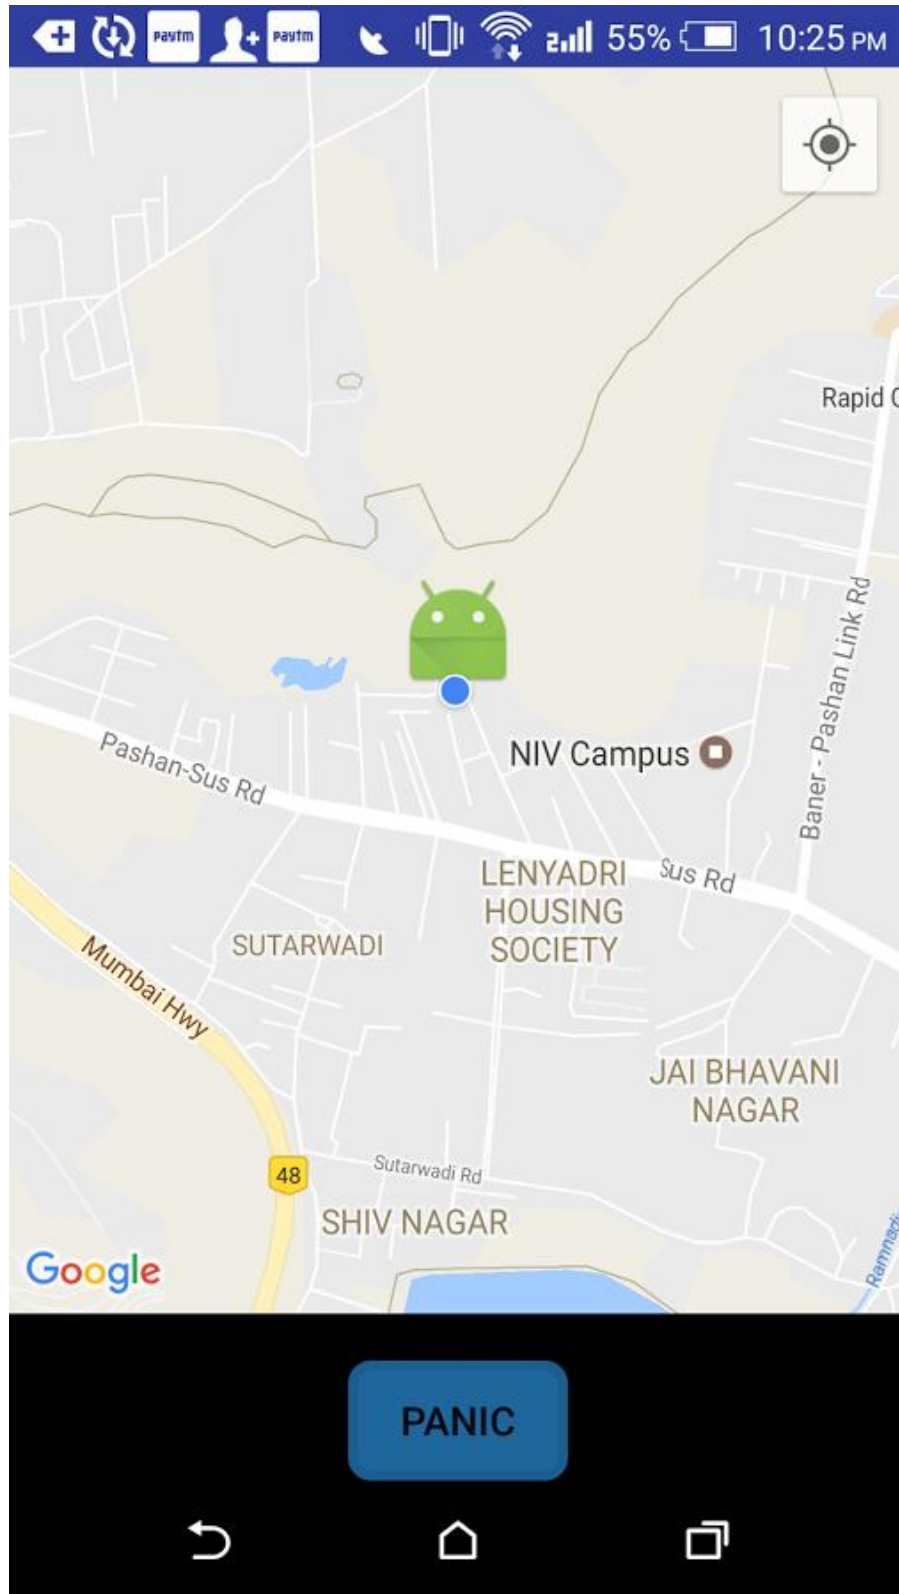 Paytm
Paytm
55%
10:25 PM
Rapid
Baner - Pashan Link Rd
NIV Campus
Pashan-Sus Rd
LENYADRI
HOUSING
SOCIETY
Sus Rd
SUTARWADI
Mumbai Hwy
JAI BHAVANI
NAGAR
48
Sutarwadi Rd
SHIV NAGAR
Ramnadi
Google
PANIC